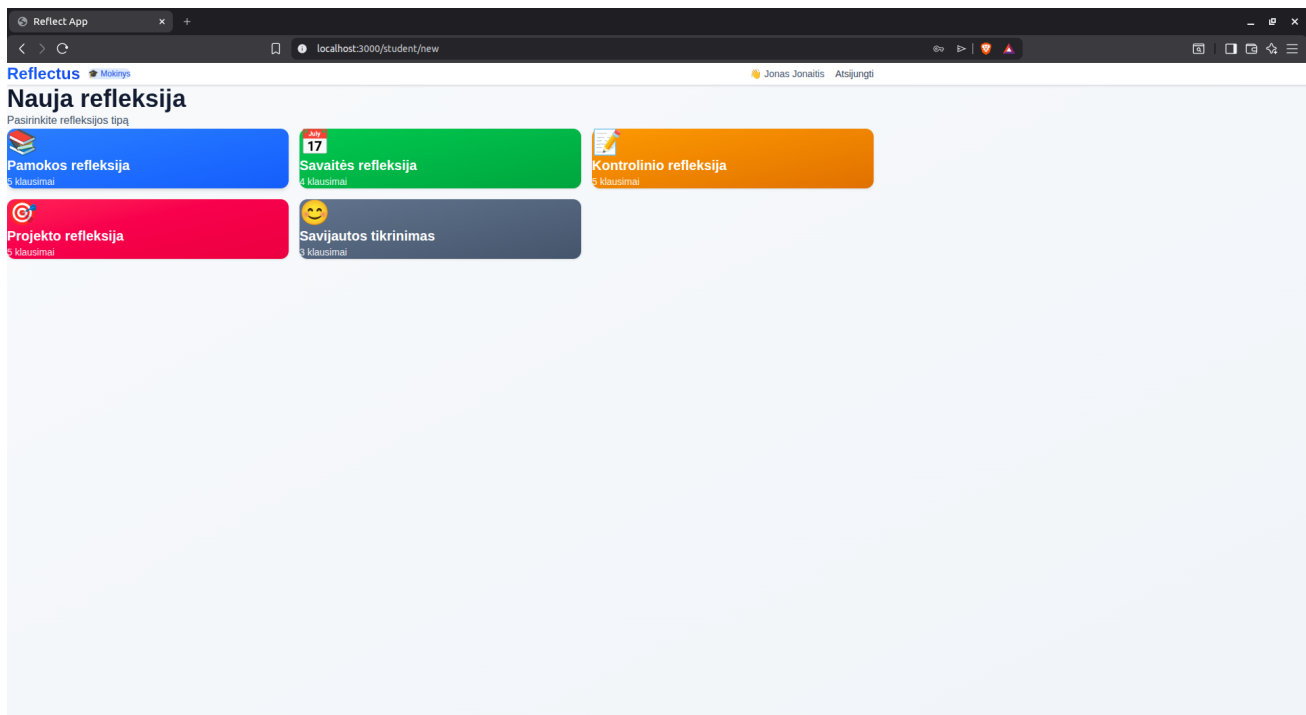 Reflect App
localhost:3000/student/new
Reflectus 🎓 Mokinys
👋 Jonas Jonaitis Atsijungti
Nauja refleksija
Pasirinkite refleksijos tipą
July
17
Pamokos refleksija
5 klausimai
Savaitės refleksija
4 klausimai
Kontrolinio refleksija
5 klausimai
Projekto refleksija
5 klausimai
Savijautos tikrinimas
3 klausimai